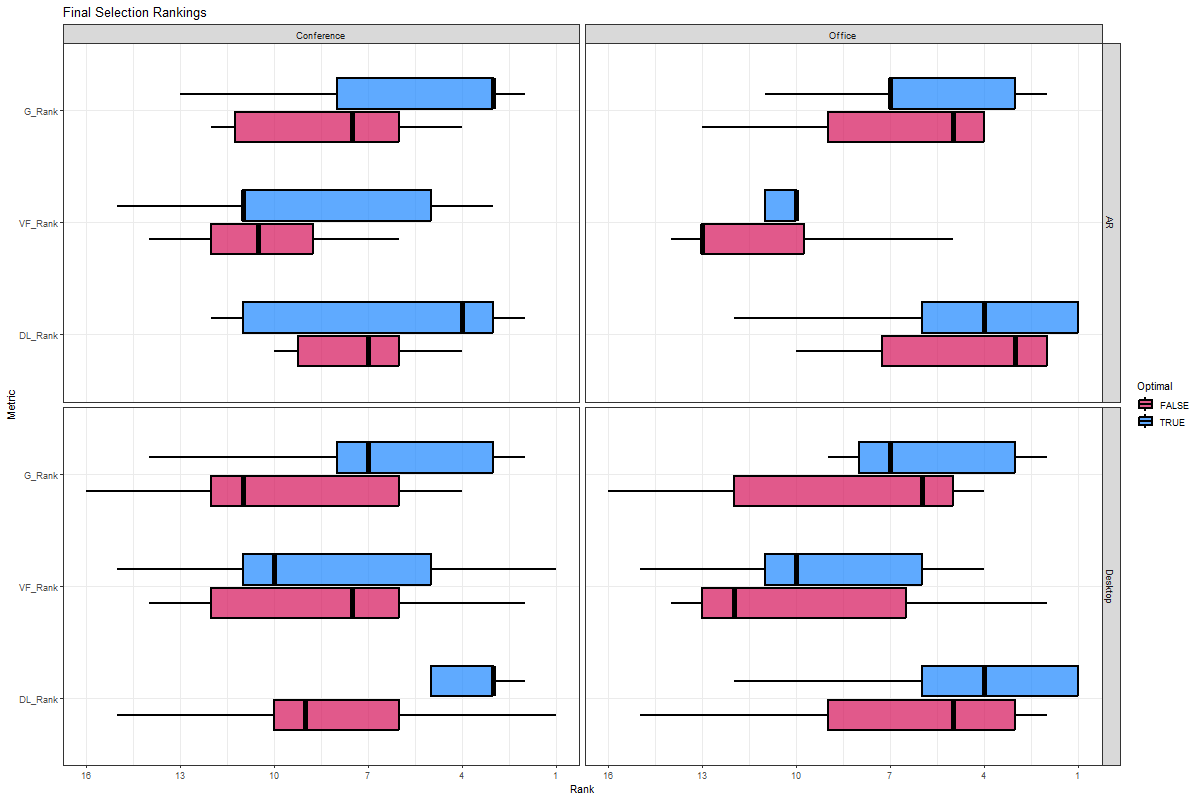 Final Selection Rankings
Conference
Office
G_Rank
VF_Rank
DL_Rank
AR
Metric
G_Rank
VF_Rank
DL_Rank
Desktop
Optimal
FALSE
TRUE
16 13 10 7 4 1
16 13 10 7 4 1
Rank